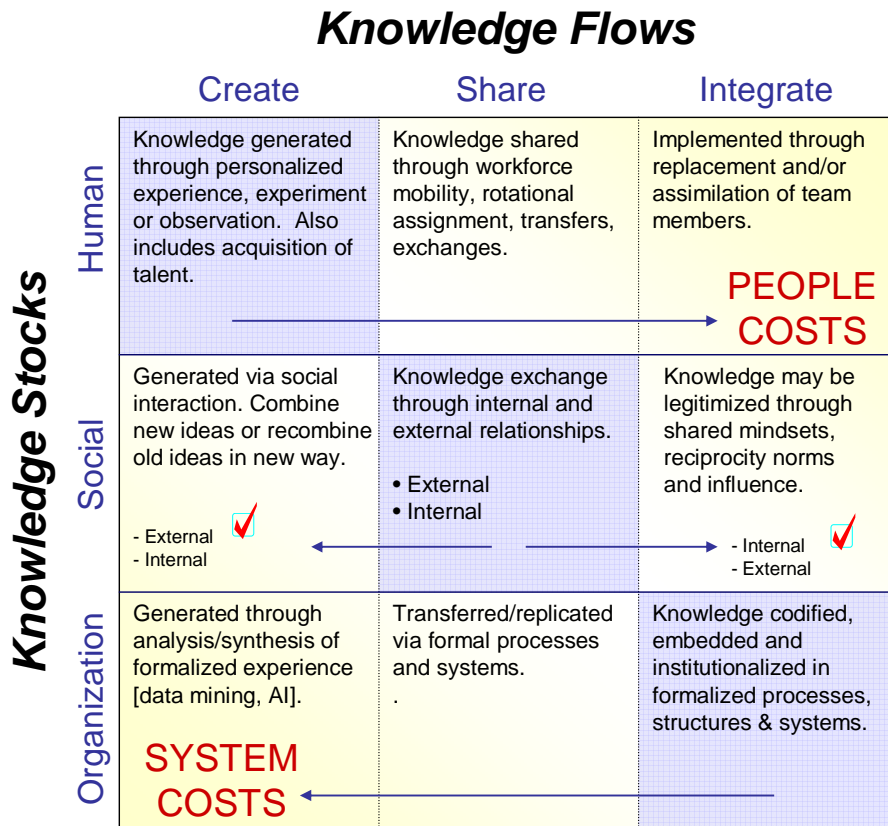 Knowledge Flows
Create
Share
Integrate
Knowledge Stocks
Human
Knowledge generated
through personalized
experience, experiment
or observation.  Also
includes acquisition of
talent.
Knowledge shared
through workforce
mobility, rotational
assignment, transfers,
exchanges.
Implemented through
replacement and/or
assimilation of team
members.
PEOPLE
COSTS
Social
Generated via social
interaction. Combine
new ideas or recombine
old ideas in new way.
- External
- Internal
Knowledge exchange
through internal and
external relationships.
• External
• Internal
Knowledge may be
legitimized through
shared mindsets,
reciprocity norms
and influence.
- Internal
- External
Organization
Generated through
analysis/synthesis of
formalized experience
[data mining, AI].
SYSTEM
COSTS
Transferred/replicated
via formal processes
and systems.
.
Knowledge codified,
embedded and
institutionalized in
formalized processes,
structures & systems.